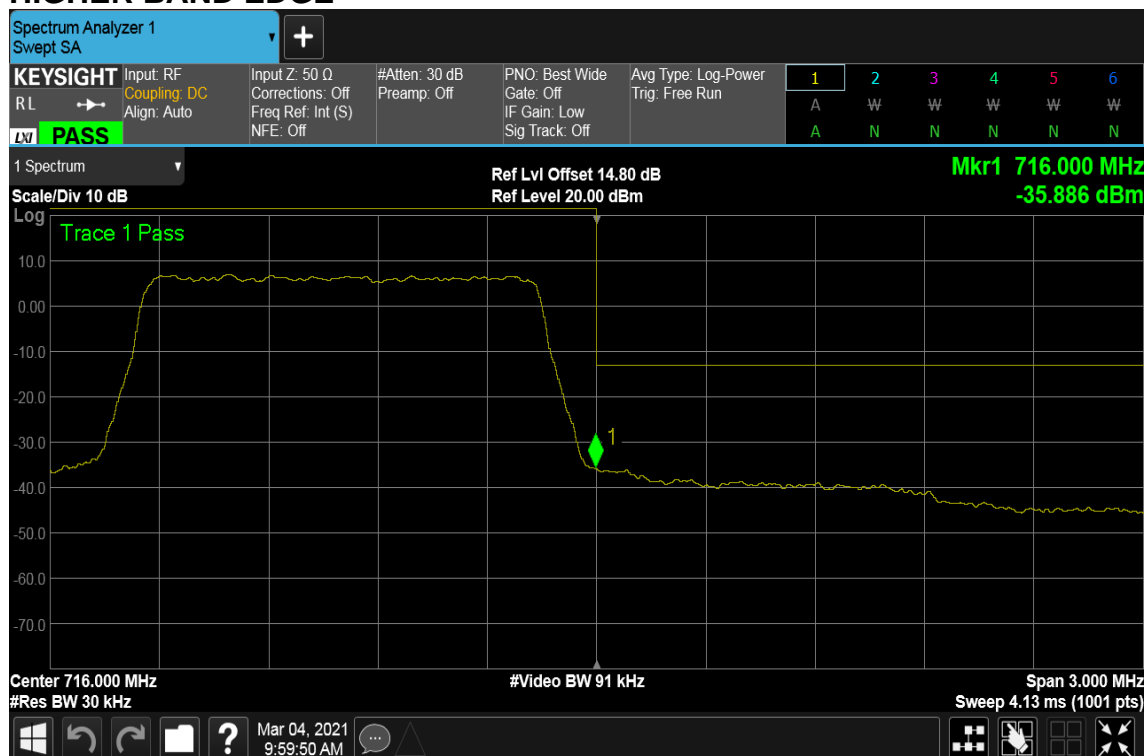 HIGHER BAND EDGE
Spectrum Analyzer 1
Swept SA
KEYSIGHT
R L
LXI
PASS
Input: RF
Coupling: DC
Align: Auto
Input Z: 50 Ω
Corrections: Off
Freq Ref: Int (S)
NFE: Off
#Atten: 30 dB
Preamp: Off
PNO: Best Wide
Gate: Off
IF Gain: Low
Sig Track: Off
Avg Type: Log-Power
Trig: Free Run
1 2 3 4 5 6
A W W W W W
A N N N N N
1 Spectrum
Scale/Div 10 dB
Ref Lvl Offset 14.80 dB
Ref Level 20.00 dBm
Mkr1 716.000 MHz
-35.886 dBm
Log
Trace 1 Pass
10.0
0.00
-10.0
-20.0
-30.0
-40.0
-50.0
-60.0
-70.0
1
Center 716.000 MHz
#Res BW 30 kHz
#Video BW 91 kHz
Span 3.000 MHz
Sweep 4.13 ms (1001 pts)
?
Mar 04, 2021
9:59:50 AM